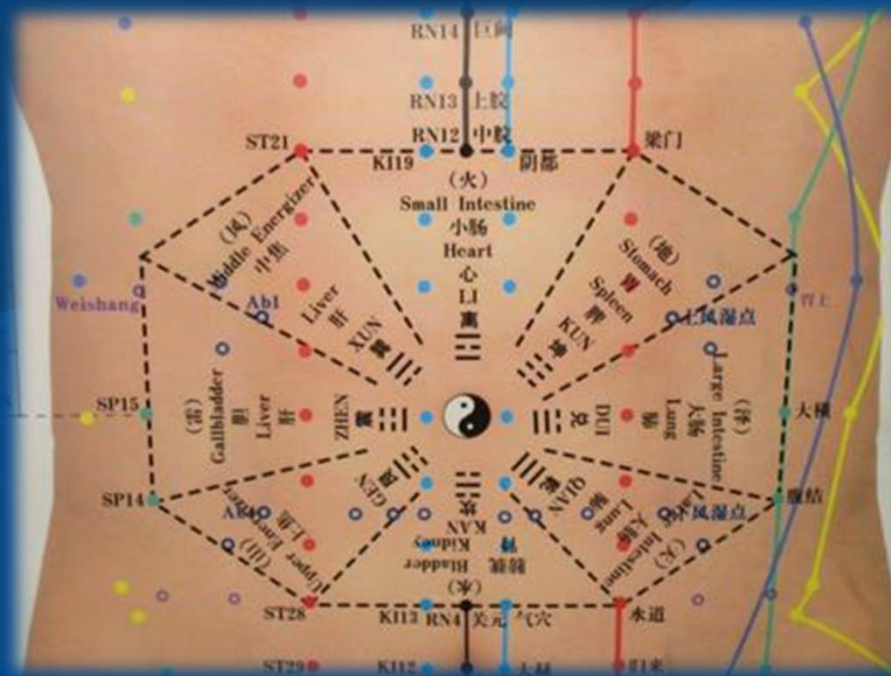 RN14 巨阙
RN13 上脘
RN12 中脘
ST21
梁门
KI19
阴都
(火)
Small Intestine
小肠
Heart
心
LI
离
(风)
Middle Energizer
中焦
Liver
肝
XUN
巽
(地)
Stomach
胃
Spleen
脾
KUN
坤
Weishang
Ab1
上风湿点
胃上
SP15
(雷)
Gallbladder
胆
Liver
肝
ZHEN
震
兑
DUI
肺
Lung
大肠
Large Intestine
(泽)
大横
SP14
腹结
(山)
Upper Energizer
上焦
GEN
艮
坎
KAN
肾 Kidney
膀胱 Bladder
(水)
乾
QIAN
肺
Lung
大肠
Large Intestine
(天)
下风湿点
ST28
KI13 RN4 关元 气穴
水道
ST29
KI12
大赫
归来